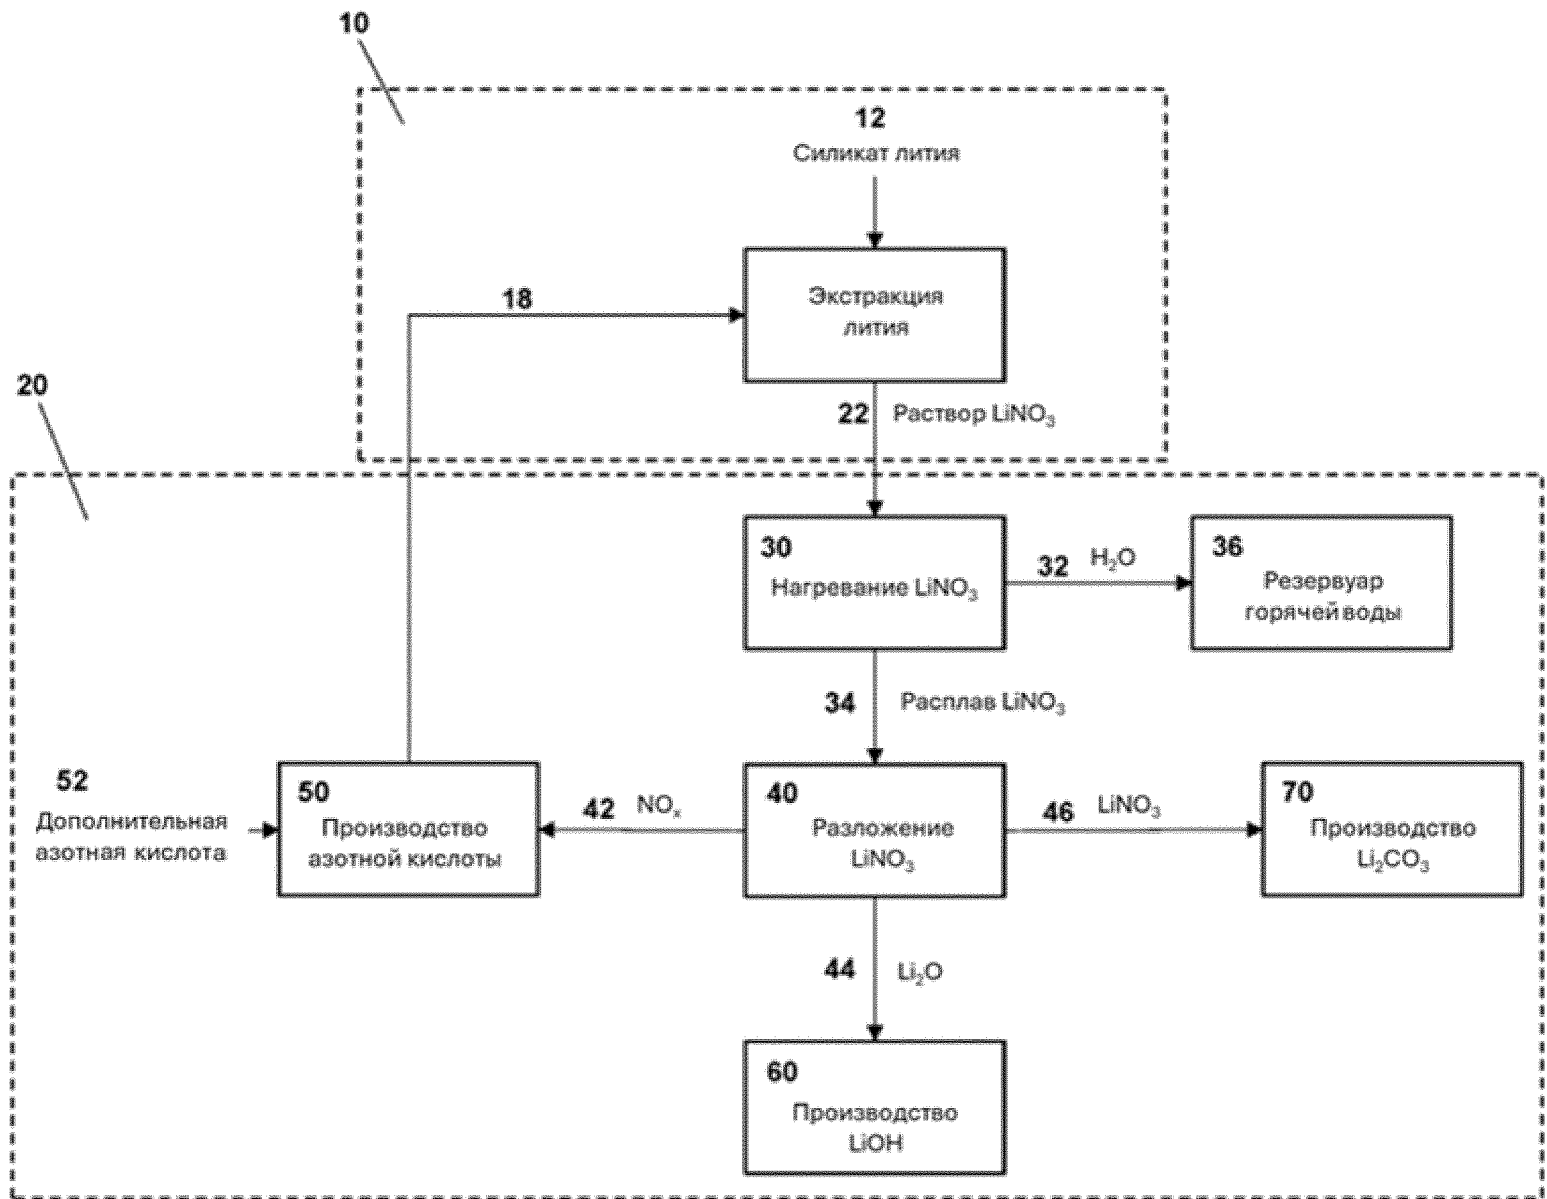 10
12
Силикат лития
18
Экстракция
лития
20
22 Раствор LiNO₃
30
Нагревание LiNO₃
32 H₂O
36
Резервуар
горячей воды
34 Расплав LiNO₃
52
Дополнительная
азотная кислота
50
Производство
азотной кислоты
42 NOₓ
40
Разложение
LiNO₃
46 LiNO₃
70
Производство
Li₂CO₃
44 Li₂O
60
Производство
LiOH